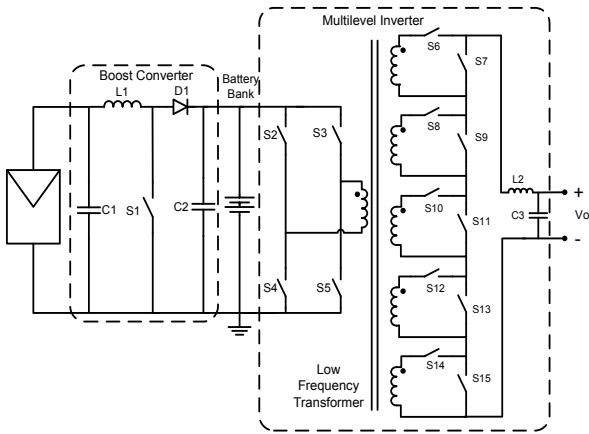 Multilevel Inverter
Boost Converter
L1
D1
Battery
Bank
C1
S1
C2
S2
S3
S4
S5
S6
S7
S8
S9
S10
S11
S12
S13
S14
S15
L2
C3
+
Vo
-
Low
Frequency
Transformer